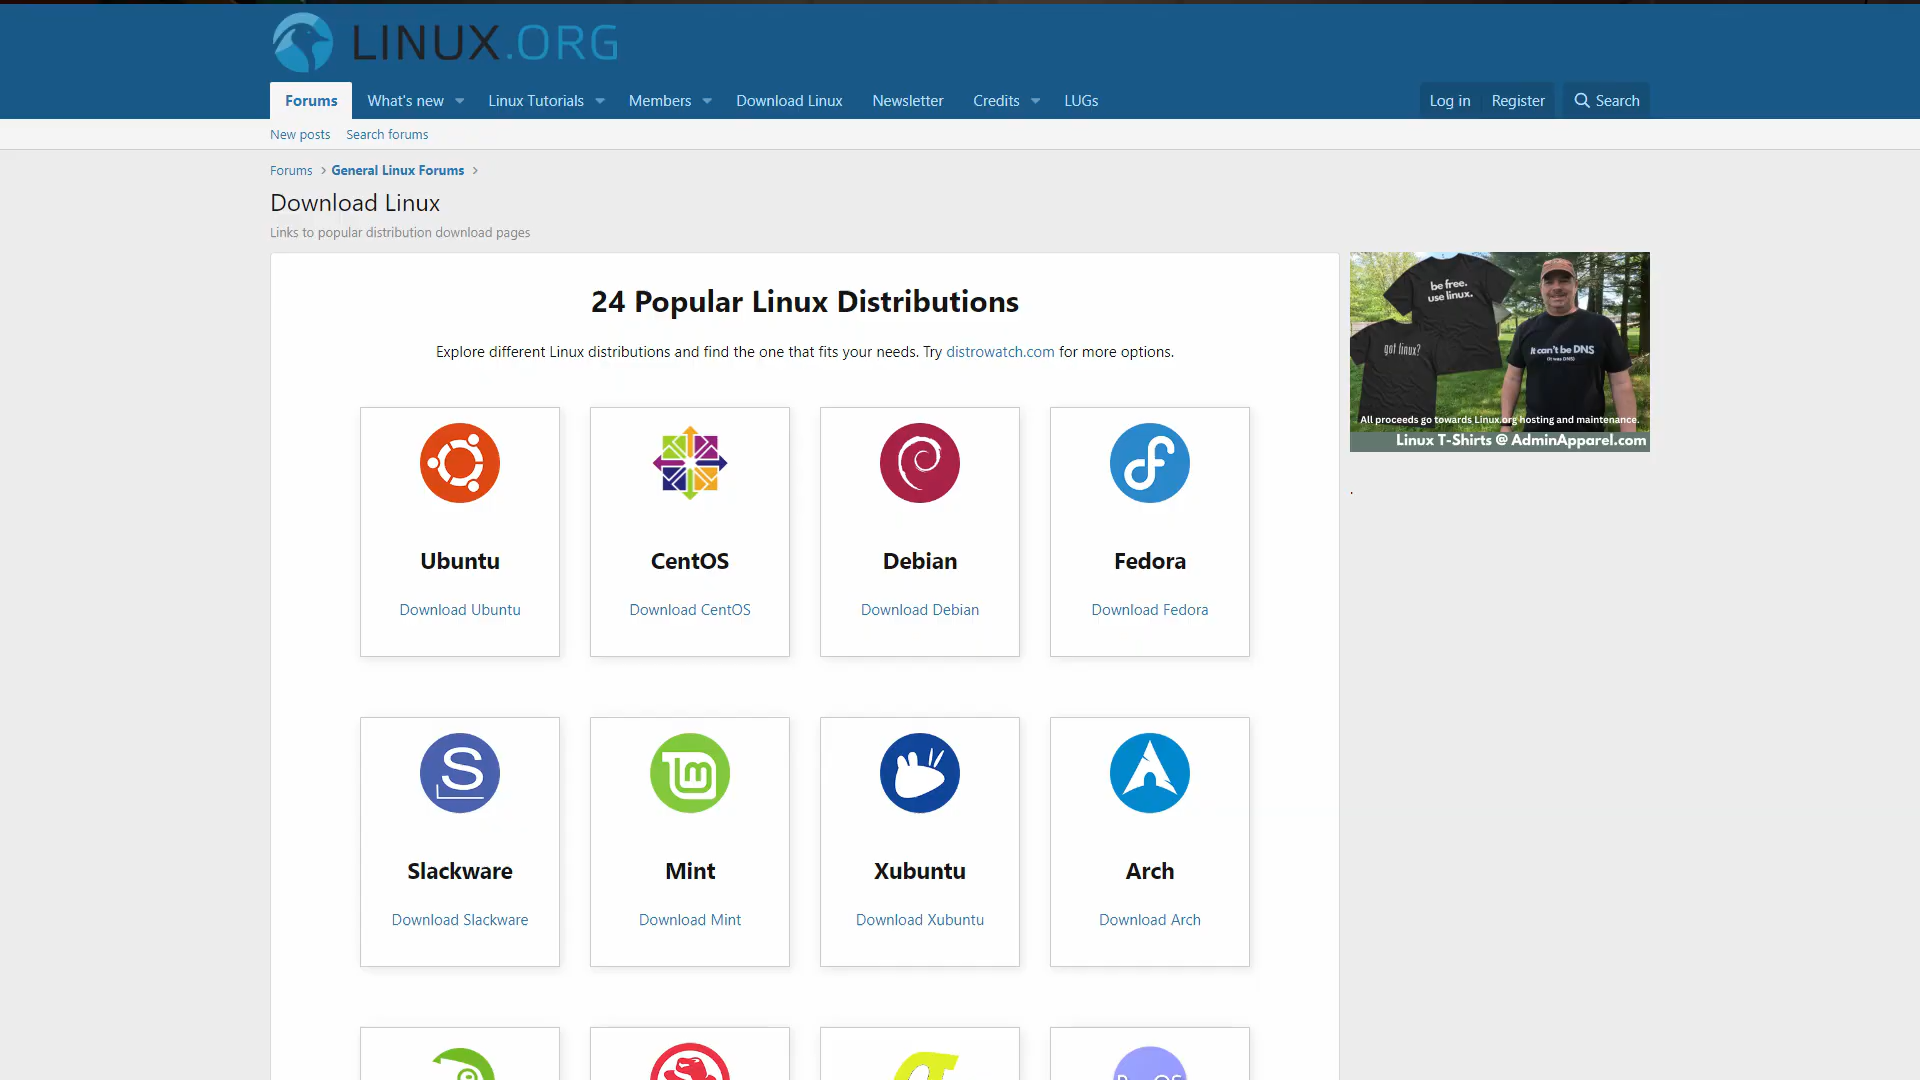 LINUX.ORG
Forums What's new Linux Tutorials Members Download Linux Newsletter Credits LUGs Log in Register Search
New posts Search forums
Forums General Linux Forums
Download Linux
Links to popular distribution download pages
24 Popular Linux Distributions
Explore different Linux distributions and find the one that fits your needs. Try distrowatch.com for more options.
be free.
use linux.
got linux?
It can't be DNS
(It was DNS)
All proceeds go towards Linux.org hosting and maintenance.
Linux T-Shirts @ AdminApparel.com
.
Ubuntu CentOS Debian Fedora
Download Ubuntu Download CentOS Download Debian Download Fedora
S
Slackware Mint Xubuntu Arch
Download Slackware Download Mint Download Xubuntu Download Arch